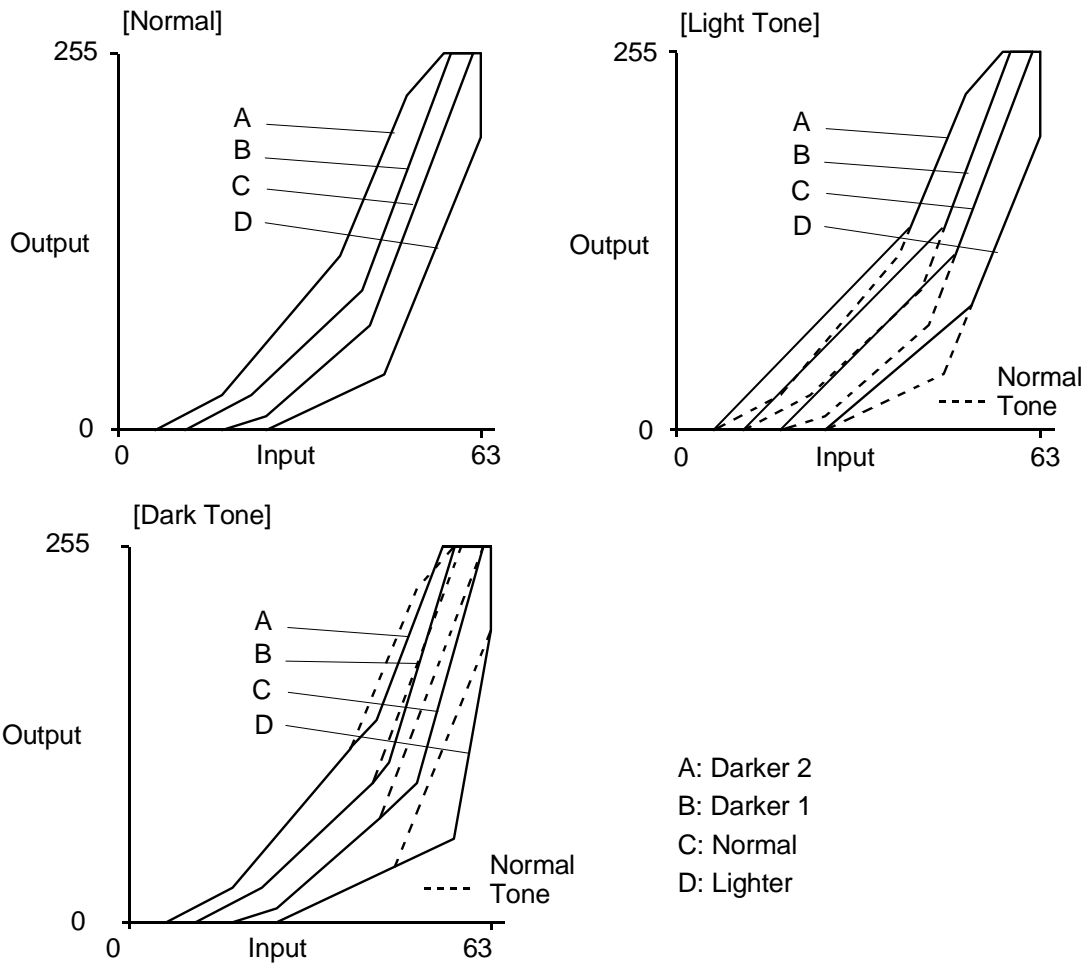 [Normal]
255
A
B
C
D
Output
0
0
Input
63
[Light Tone]
255
A
B
C
D
Output
0
0
Input
63
Normal
Tone
[Dark Tone]
255
A
B
C
D
Output
0
0
Input
63
Normal
Tone
A: Darker 2
B: Darker 1
C: Normal
D: Lighter